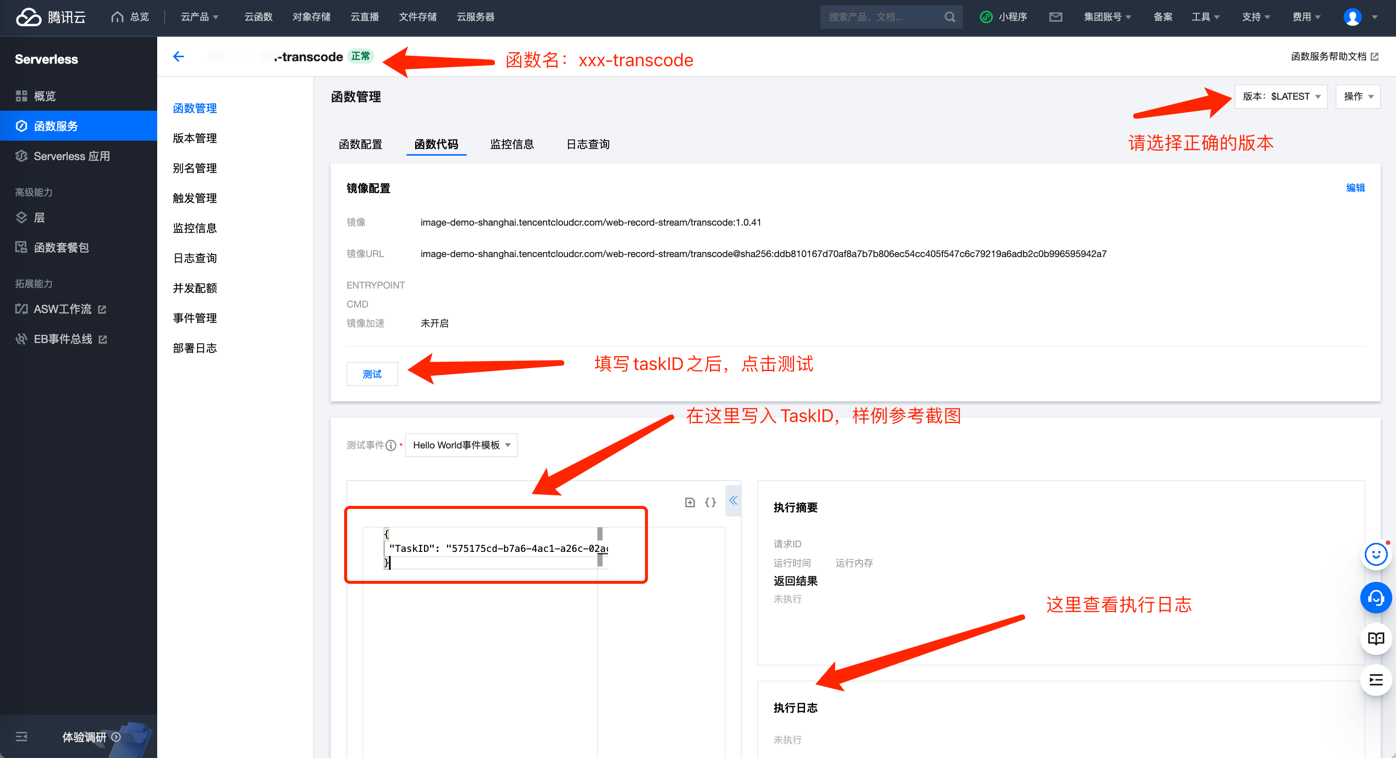 腾讯云
总览
云产品
云函数
对象存储
云直播
文件存储
云服务器
搜索产品、文档...
小程序
集团账号
备案
工具
支持
费用
Serverless
概览
函数服务
Serverless 应用
高级能力
层
函数套餐包
拓展能力
ASW工作流
EB事件总线
体验调研
-transcode
正常
函数名：xxx-transcode
函数服务帮助文档
函数管理
版本管理
别名管理
触发管理
监控信息
日志查询
并发配额
事件管理
部署日志
函数管理
版本：$LATEST
操作
请选择正确的版本
函数配置
函数代码
监控信息
日志查询
镜像配置
编辑
镜像
image-demo-shanghai.tencentcloudcr.com/web-record-stream/transcode:1.0.41
镜像URL
image-demo-shanghai.tencentcloudcr.com/web-record-stream/transcode@sha256:ddb810167d70af8a7b7b806ec54cc405f547c6c79219a6adb2c0b996595942a7
ENTRYPOINT
CMD
镜像加速
未开启
测试
填写 taskID 之后，点击测试
在这里写入 TaskID，样例参考截图
测试事件
*
Hello World事件模板
{
"TaskID": "575175cd-b7a6-4ac1-a26c-02a
}
执行摘要
请求ID
运行时间
运行内存
返回结果
未执行
这里查看执行日志
执行日志
未执行